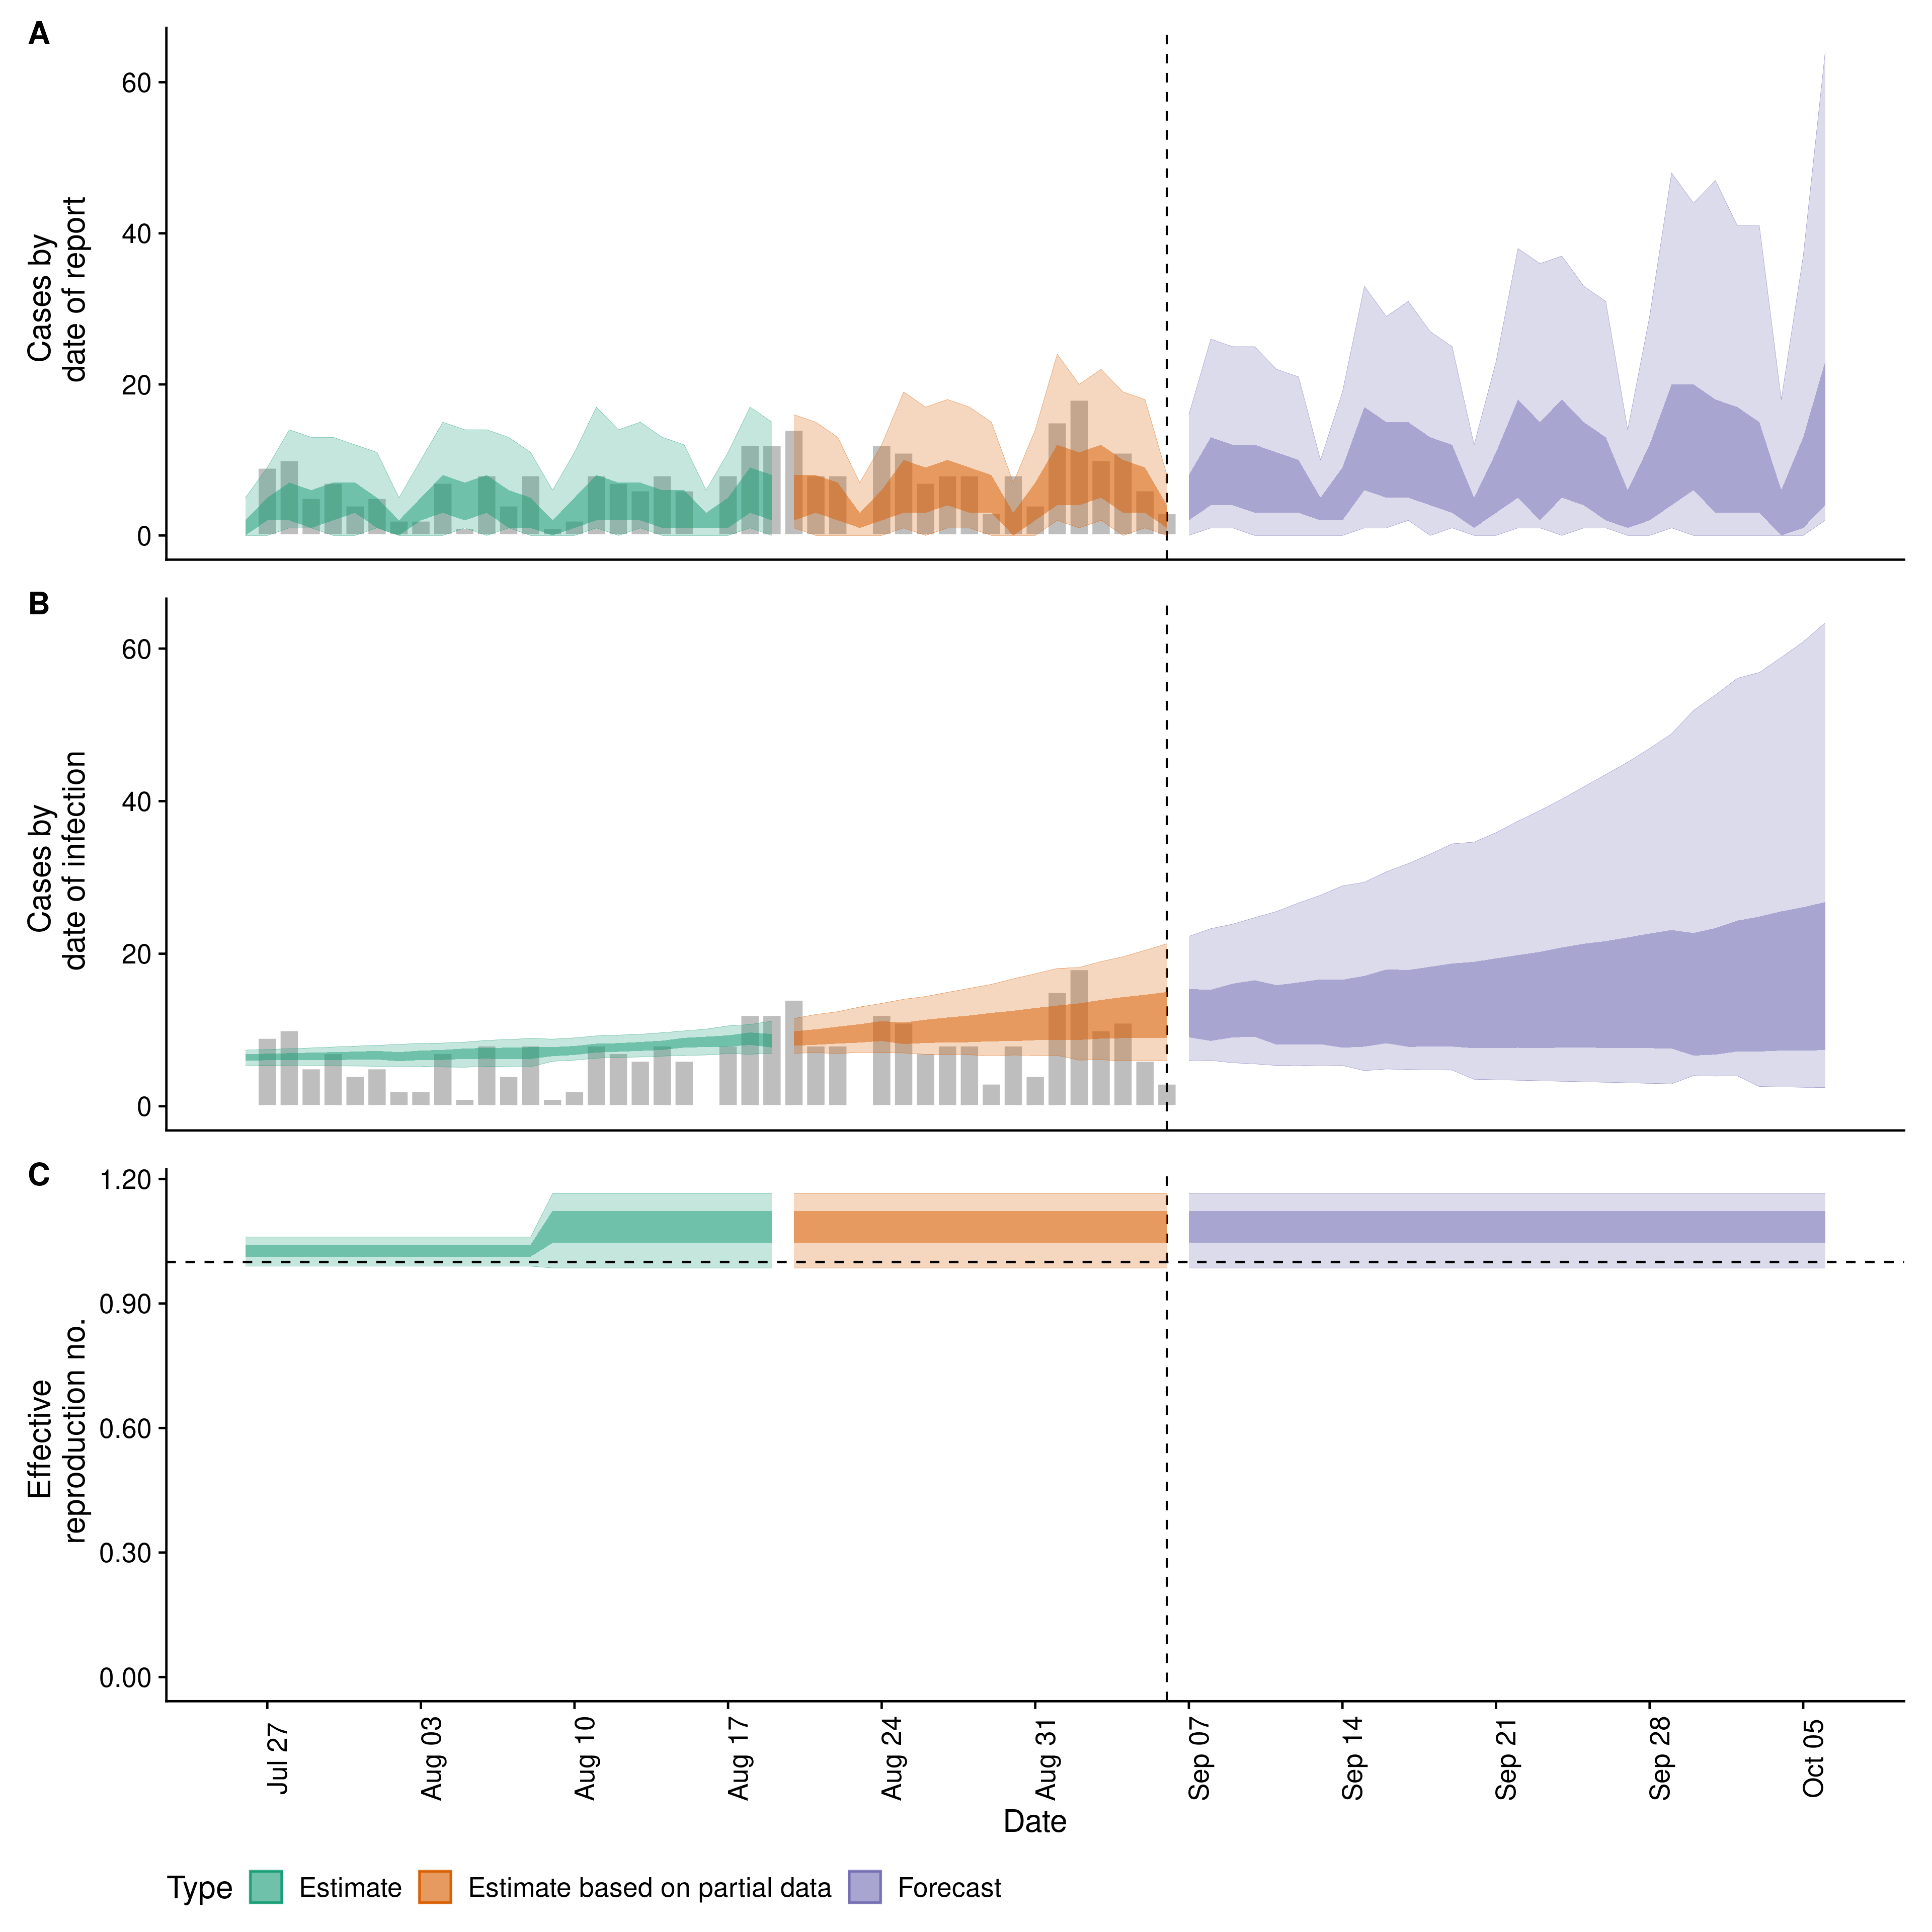 A
Cases by
date of report
60
40
20
0
B
Cases by
date of infection
60
40
20
0
C
Effective
reproduction no.
1.20
0.90
0.60
0.30
0.00
Jul 27
Aug 03
Aug 10
Aug 17
Aug 24
Aug 31
Sep 07
Sep 14
Sep 21
Sep 28
Oct 05
Date
Type Estimate Estimate based on partial data Forecast